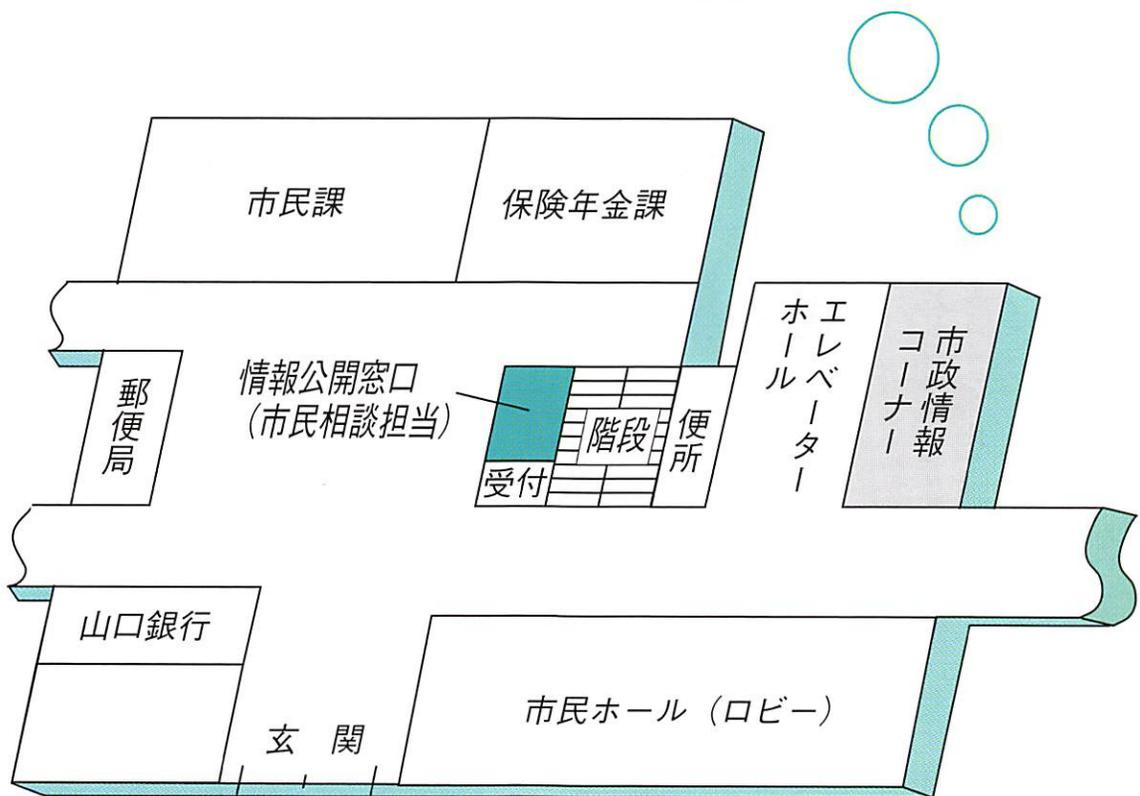 市民課
保険年金課
エレベーター
ホール
市政情報
コーナー
情報公開窓口
（市民相談担当）
郵便局
階段
便所
受付
山口銀行
市民ホール（ロビー）
玄　関